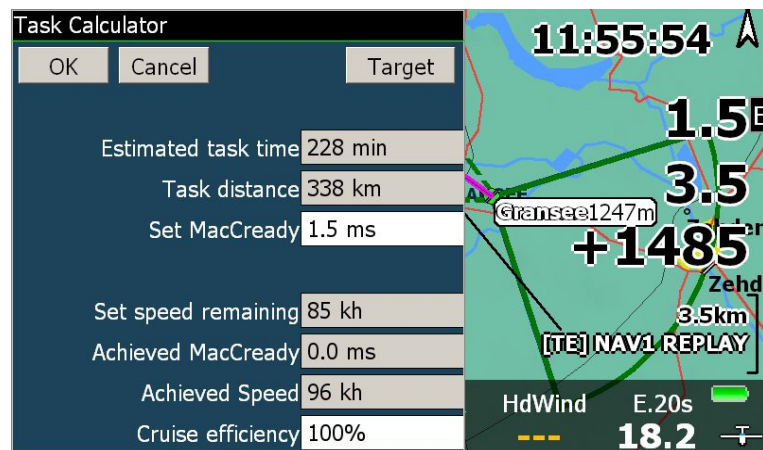 Task Calculator
OK Cancel Target
Estimated task time 228 min
Task distance 338 km
Set MacCready 1.5 ms
Set speed remaining 85 kh
Achieved MacCready 0.0 ms
Achieved Speed 96 kh
Cruise efficiency 100%
11:55:54
1.5
3.5
Gransee1247m
+1485
Zehd
3.5km
[TE] NAV1 REPLAY
HdWind E.20s
--- 18.2